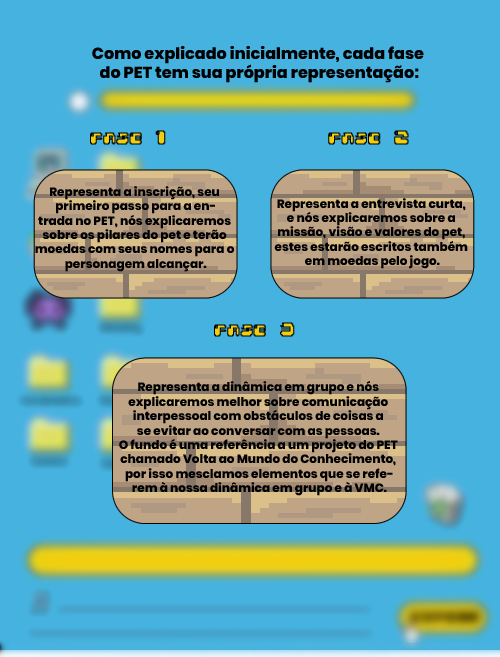 Como explicado inicialmente, cada fase
do PET tem sua própria representação:
FASE 1
Representa a inscrição, seu
primeiro passo para a en-
trada no PET, nós explicaremos
sobre os pilares do pet e terão
moedas com seus nomes para o
personagem alcançar.
FASE 2
Representa a entrevista curta,
e nós explicaremos sobre a
missão, visão e valores do pet,
estes estarão escritos também
em moedas pelo jogo.
FASE 3
Representa a dinâmica em grupo e nós
explicaremos melhor sobre comunicação
interpessoal com obstáculos de coisas a
se evitar ao conversar com as pessoas.
O fundo é uma referência a um projeto do PET
chamado Volta ao Mundo do Conhecimento,
por isso mesclamos elementos que se refe-
rem à nossa dinâmica em grupo e à VMC.